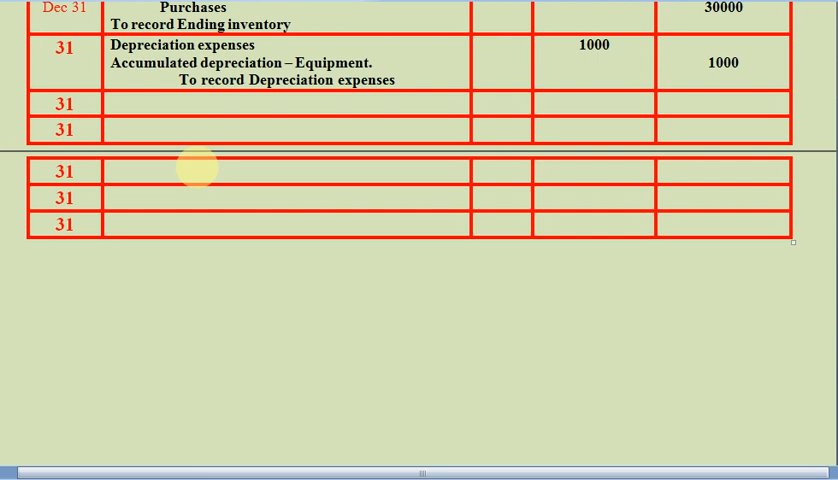 Dec 31 Purchases 30000
To record Ending inventory
31 Depreciation expenses 1000
Accumulated depreciation – Equipment. 1000
To record Depreciation expenses
31
31
31
31
31